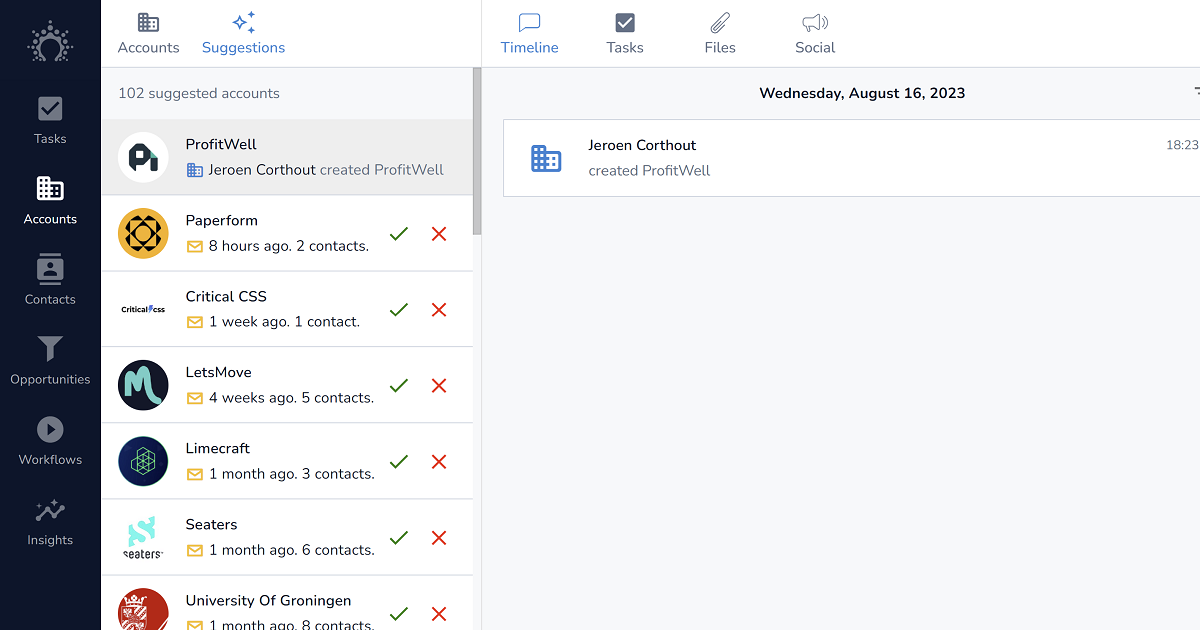 Tasks
Accounts
Contacts
Opportunities
Workflows
Insights
Accounts
Suggestions
102 suggested accounts
ProfitWell
Jeroen Corthout created ProfitWell
Paperform
8 hours ago. 2 contacts.
Critical css
Critical CSS
1 week ago. 1 contact.
LetsMove
4 weeks ago. 5 contacts.
Limecraft
1 month ago. 3 contacts.
seaters
Seaters
1 month ago. 6 contacts.
University Of Groningen
1 month ago. 8 contacts.
Timeline
Tasks
Files
Social
Wednesday, August 16, 2023
Jeroen Corthout
18:23
created ProfitWell